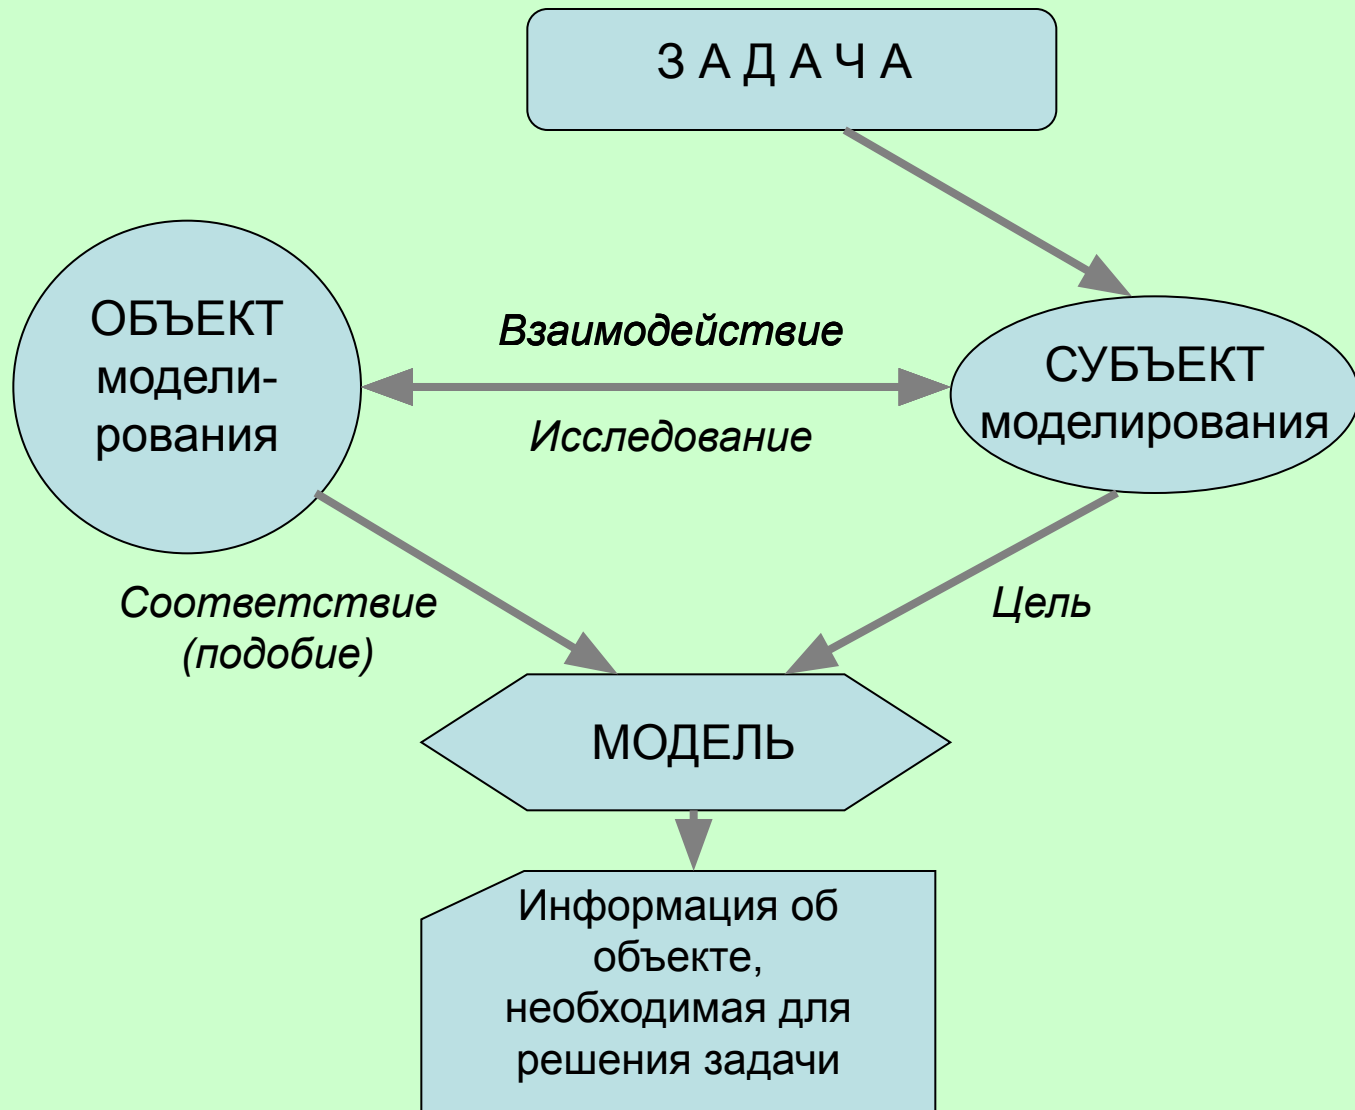 З А Д А Ч А
ОБЪЕКТ
модели-
рования
Взаимодействие
Исследование
СУБЪЕКТ
моделирования
Соответствие
(подобие)
Цель
МОДЕЛЬ
Информация об
объекте,
необходимая для
решения задачи